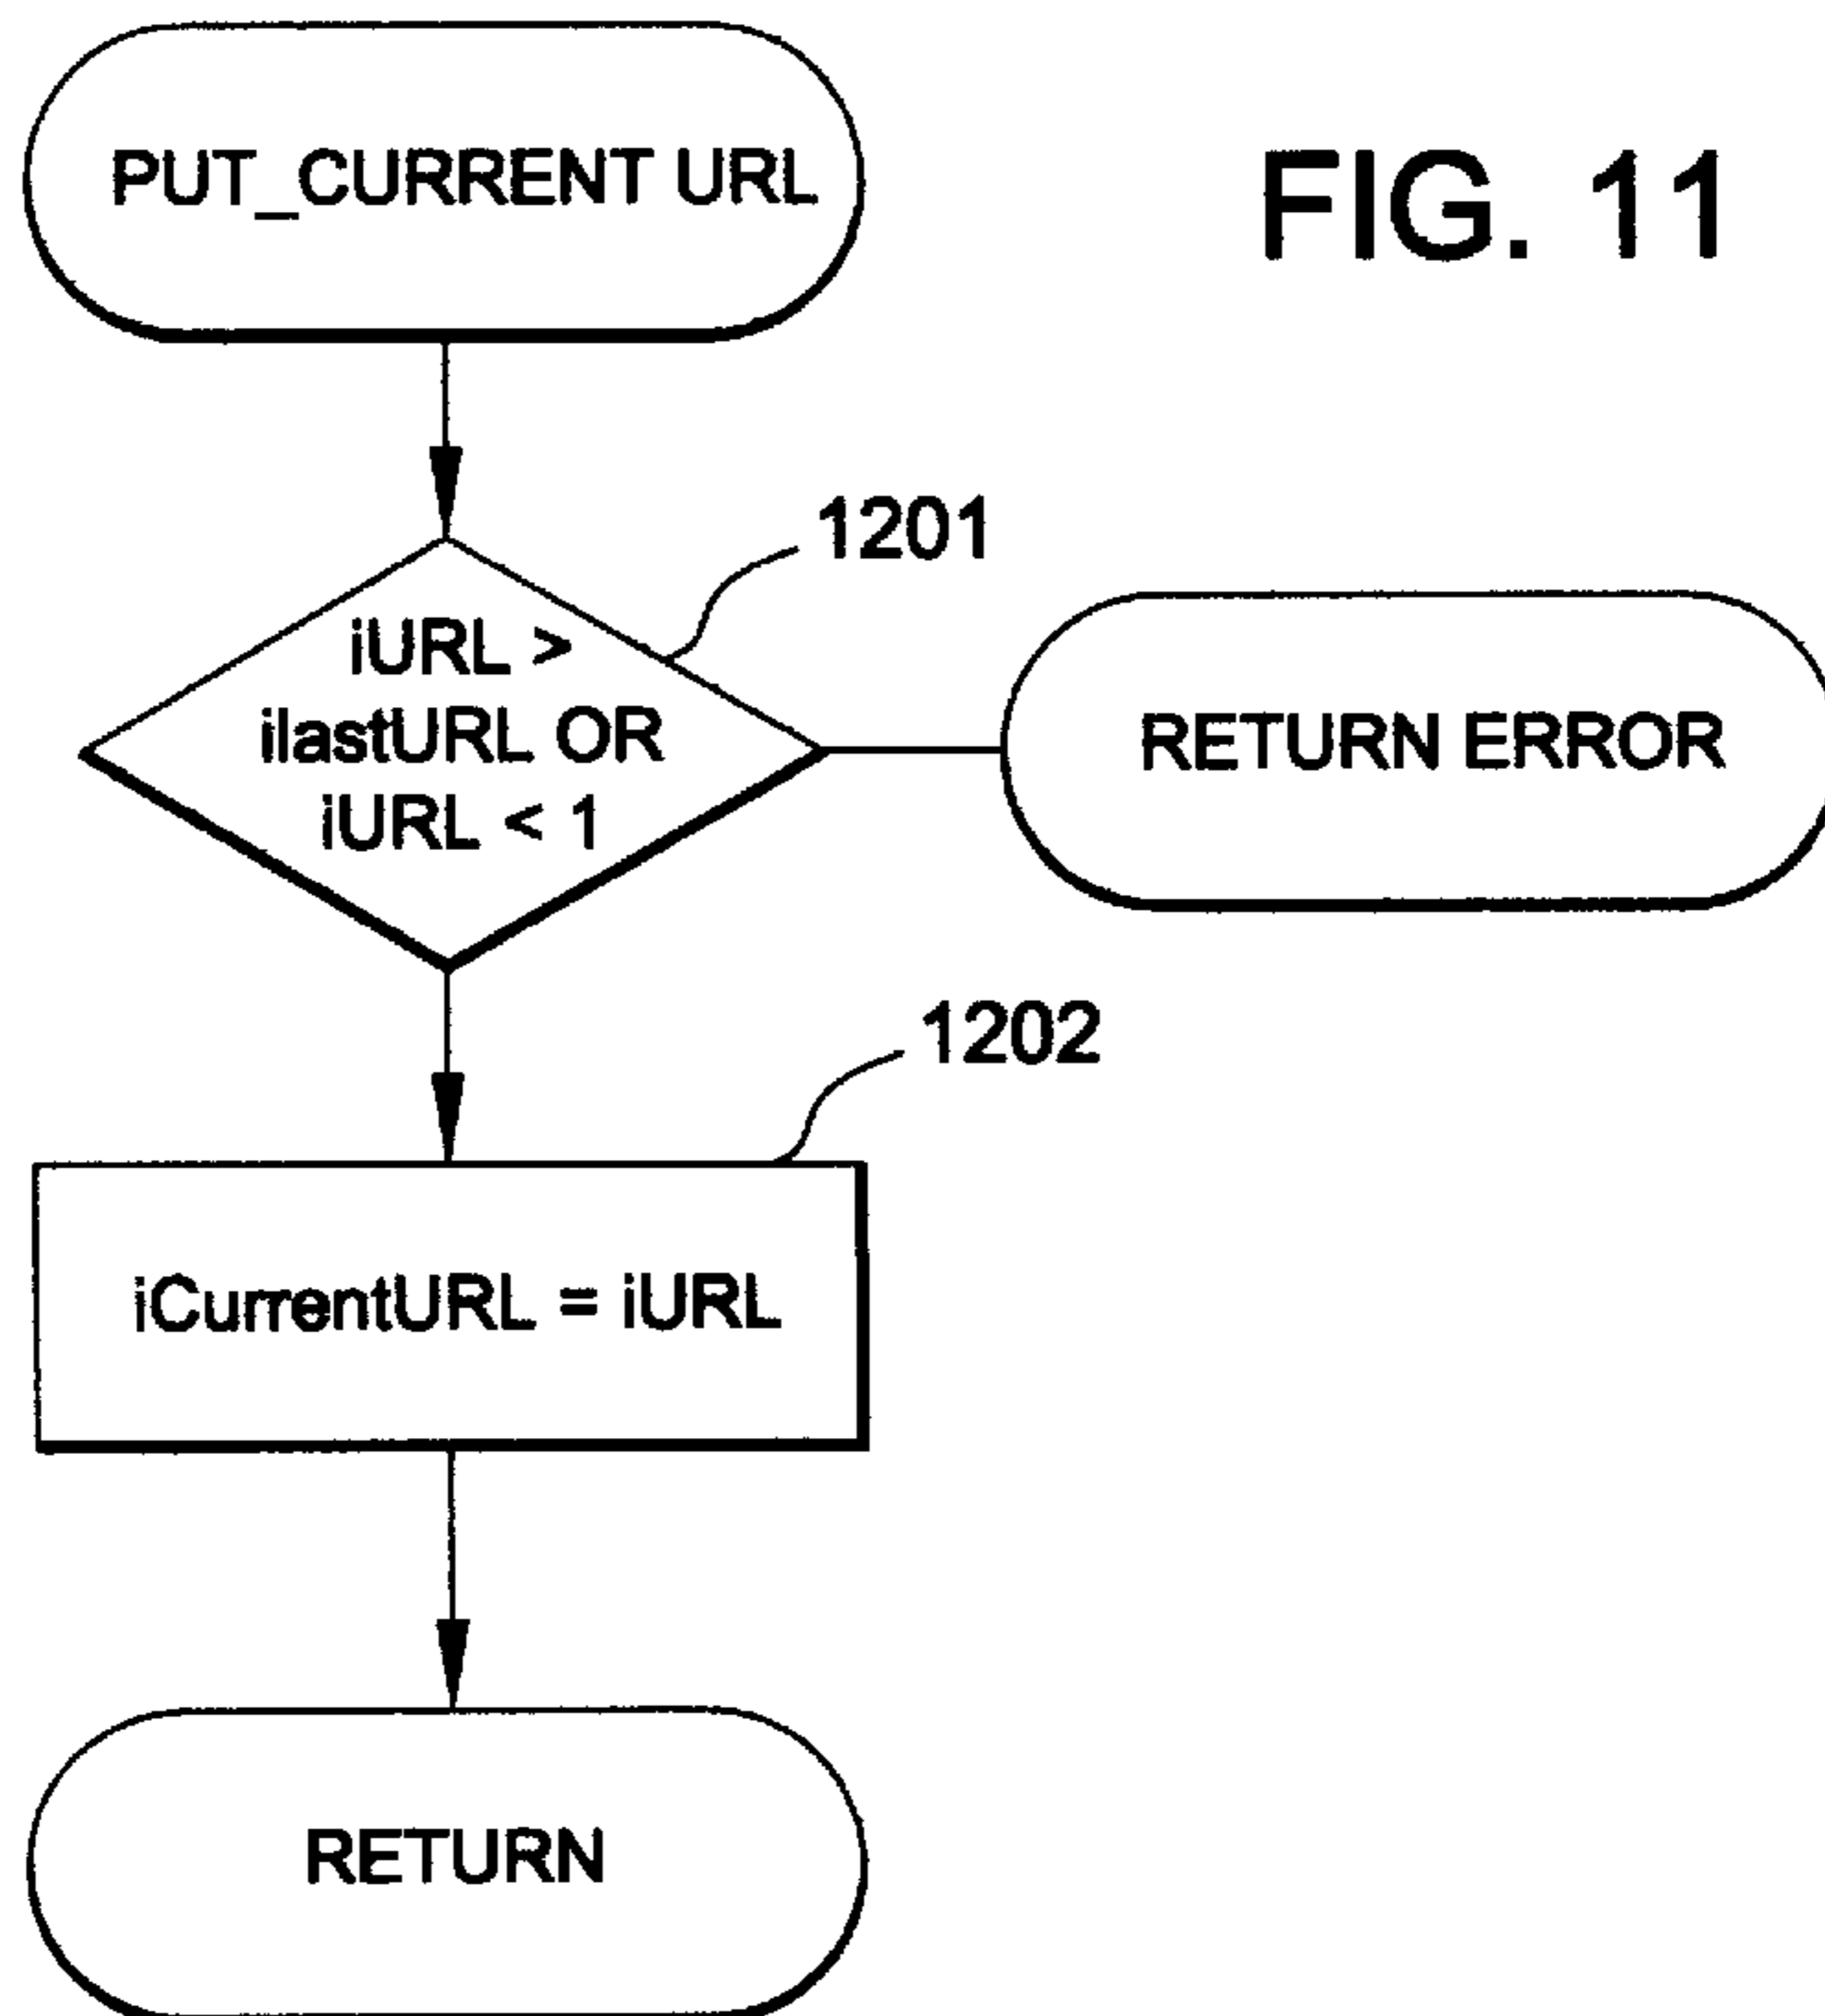 PUT_CURRENT URL
FIG. 11
1201
iURL >
ilastURL OR
iURL < 1
RETURN ERROR
1202
iCurrentURL = iURL
RETURN